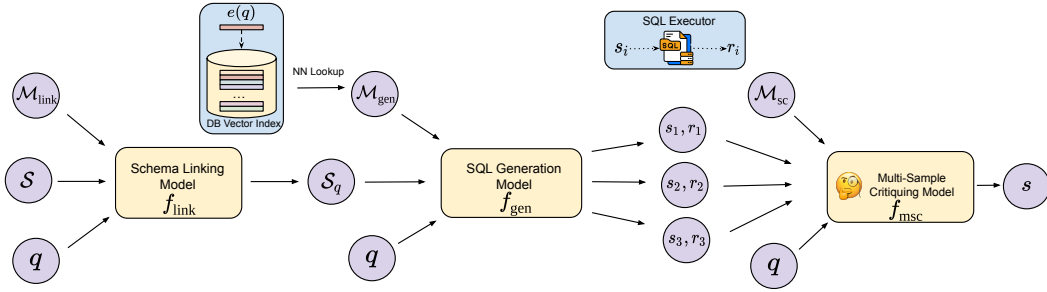 e(q)
...
DB Vector Index
NN Lookup
SQL Executor
s_i
SQL
r_i
M_link
M_gen
M_sc
s_1, r_1
Schema Linking
Model
f_link
SQL Generation
Model
f_gen
Multi-Sample
Critiquing Model
f_msc
S
S_q
s_2, r_2
s
s_3, r_3
q
q
q